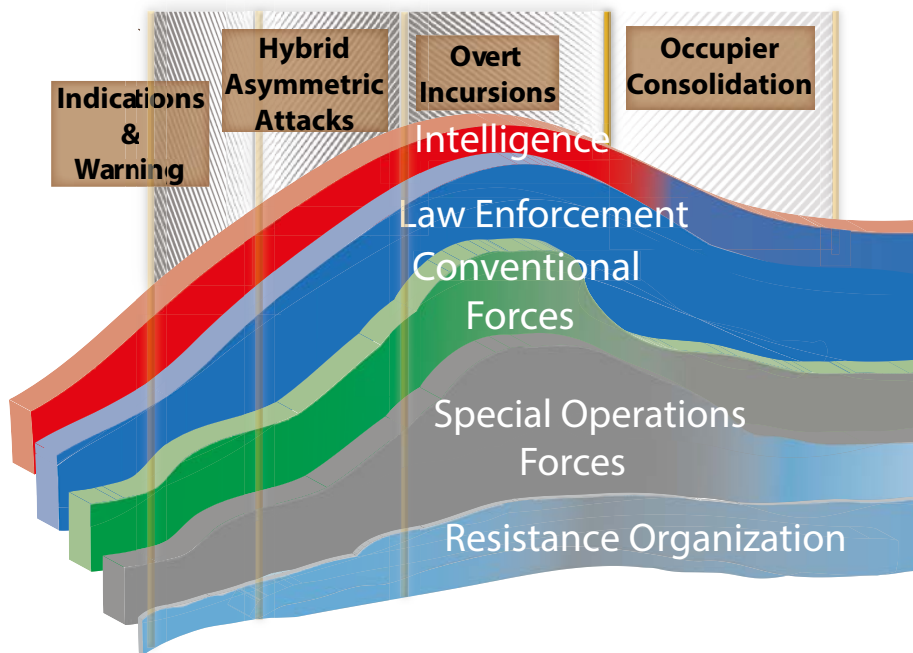 Indications
&
Warning
Hybrid
Asymmetric
Attacks
Overt
Incursions
Occupier
Consolidation
Intelligence
Law Enforcement
Conventional
Forces
Special Operations
Forces
Resistance Organization